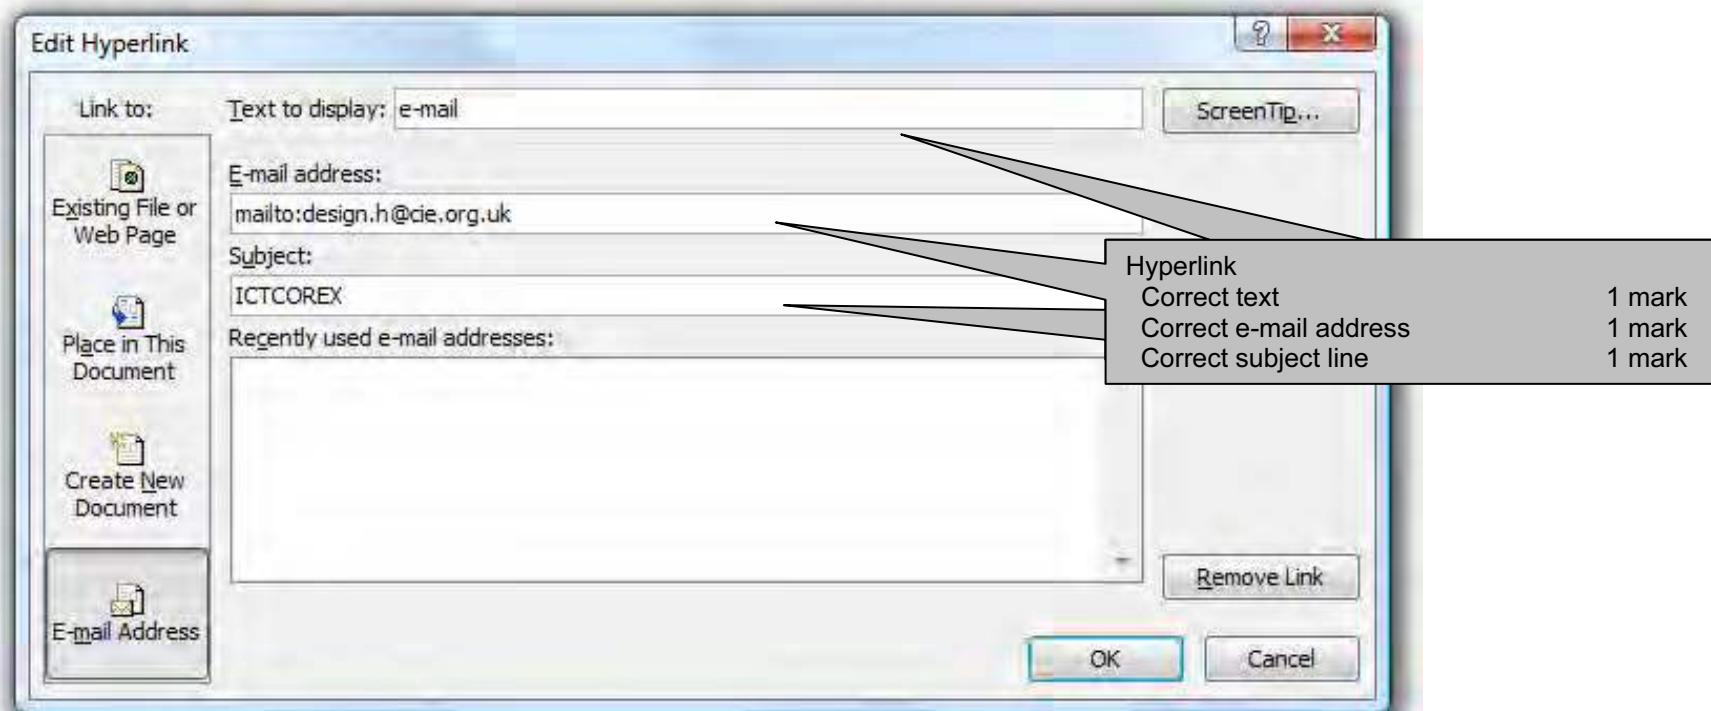 Edit Hyperlink
?
Link to:
Text to display: e-mail
ScreenTip...
Existing File or
Web Page
E-mail address:
mailto:design.h@cie.org.uk
Subject:
ICTCOREX
Place in This
Document
Recently used e-mail addresses:
Create New
Document
E-mail Address
Remove Link
OK
Cancel
Hyperlink
Correct text 1 mark
Correct e-mail address 1 mark
Correct subject line 1 mark